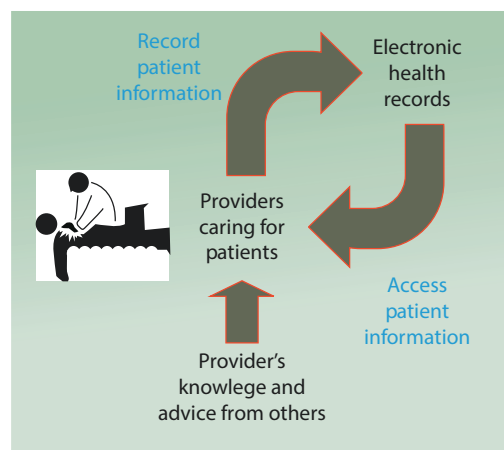 Record
patient
information
Electronic
health
records
Providers
caring for
patients
Access
patient
information
Provider's
knowlege and
advice from others